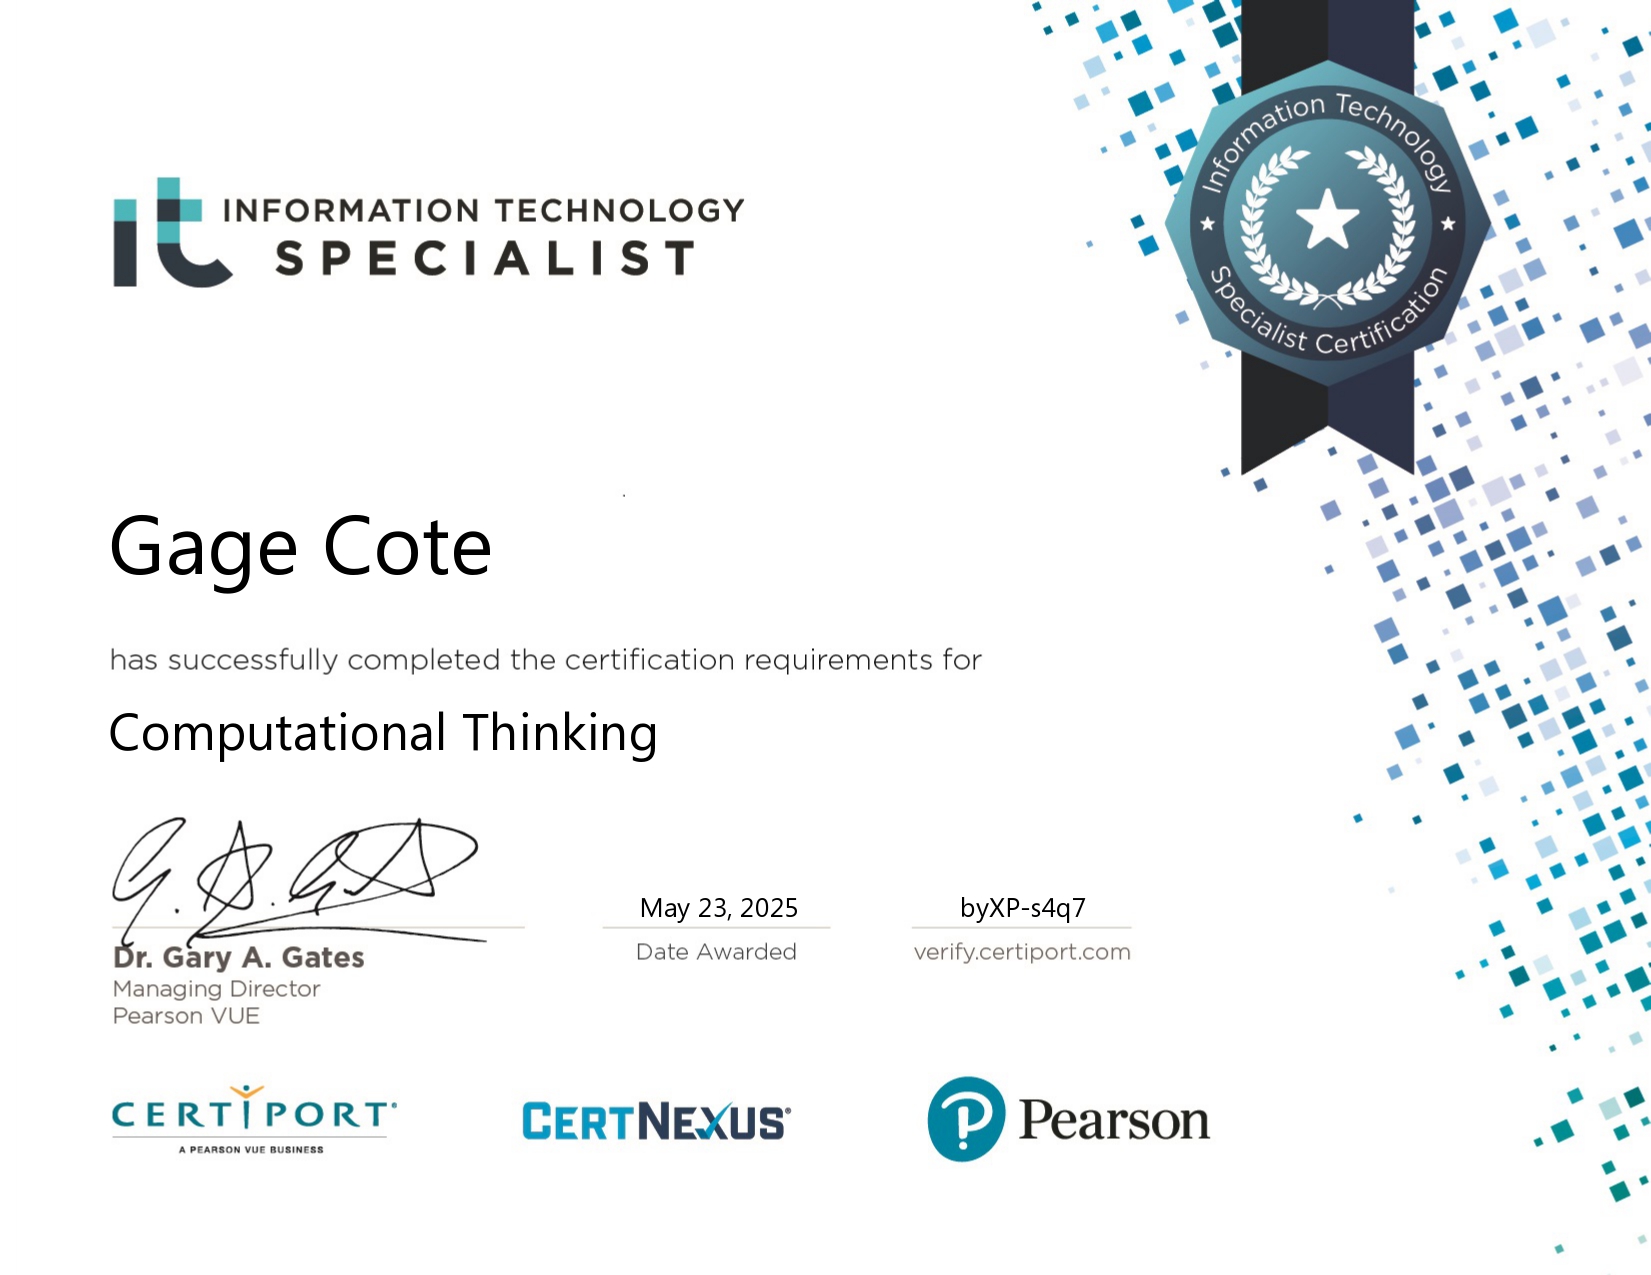 Information Technology
Specialist Certification
it INFORMATION TECHNOLOGY
SPECIALIST
Gage Cote
has successfully completed the certification requirements for
Computational Thinking
G. A. Gates
Dr. Gary A. Gates
Managing Director
Pearson VUE
May 23, 2025
Date Awarded
byXP-s4q7
verify.certiport.com
CERTIPORT®
A PEARSON VUE BUSINESS
CERTNEXUS®
P Pearson